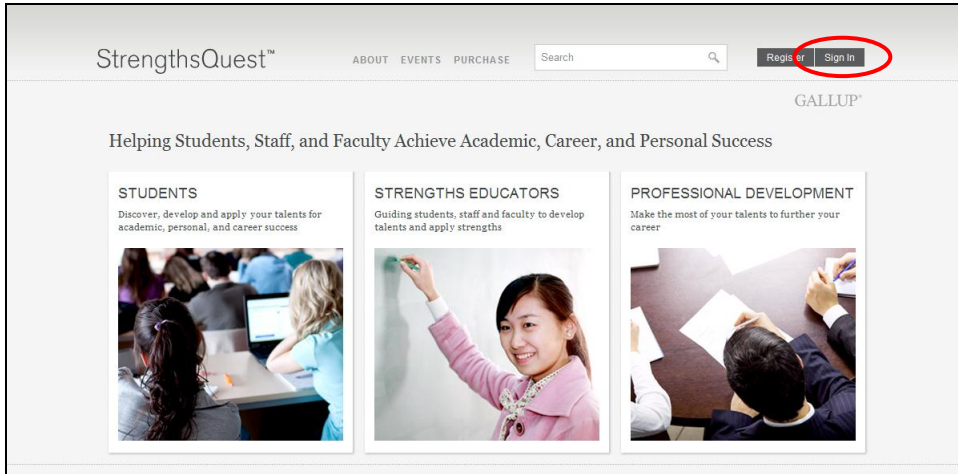 StrengthsQuest™
ABOUT EVENTS PURCHASE
Search
Register
Sign In
GALLUP®
Helping Students, Staff, and Faculty Achieve Academic, Career, and Personal Success
STUDENTS
Discover, develop and apply your talents for
academic, personal, and career success
STRENGTHS EDUCATORS
Guiding students, staff and faculty to develop
talents and apply strengths
PROFESSIONAL DEVELOPMENT
Make the most of your talents to further your
career